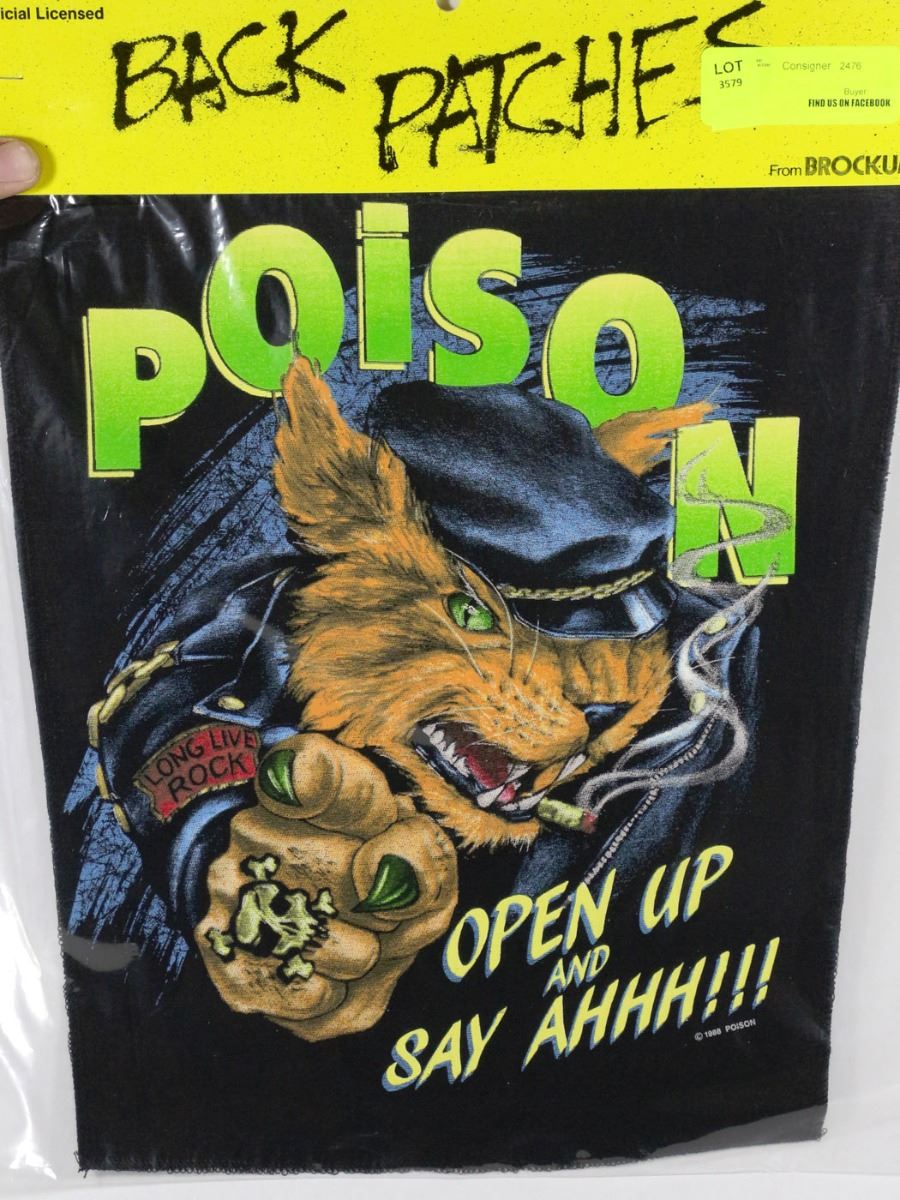 icial Licensed
BACK PATCHES
LOT
3579
Consigner 2476
Buyer
FIND US ON FACEBOOK
From BROCKU
POiSON
LONG LIVE
ROCK
OPEN UP
AND
SAY AHHH!!!
© 1988 POISON